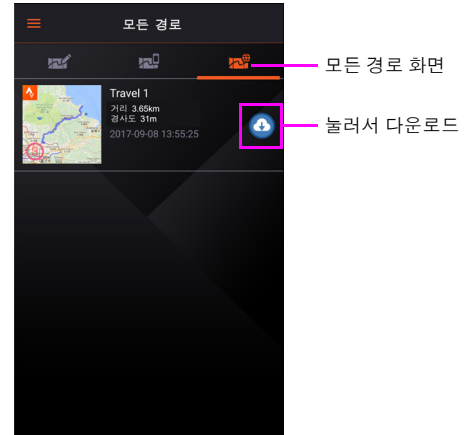 모든 경로
모든 경로 화면
Travel 1
거리 3.65km
경사도 31m
2017-09-08 13:55:25
눌러서 다운로드